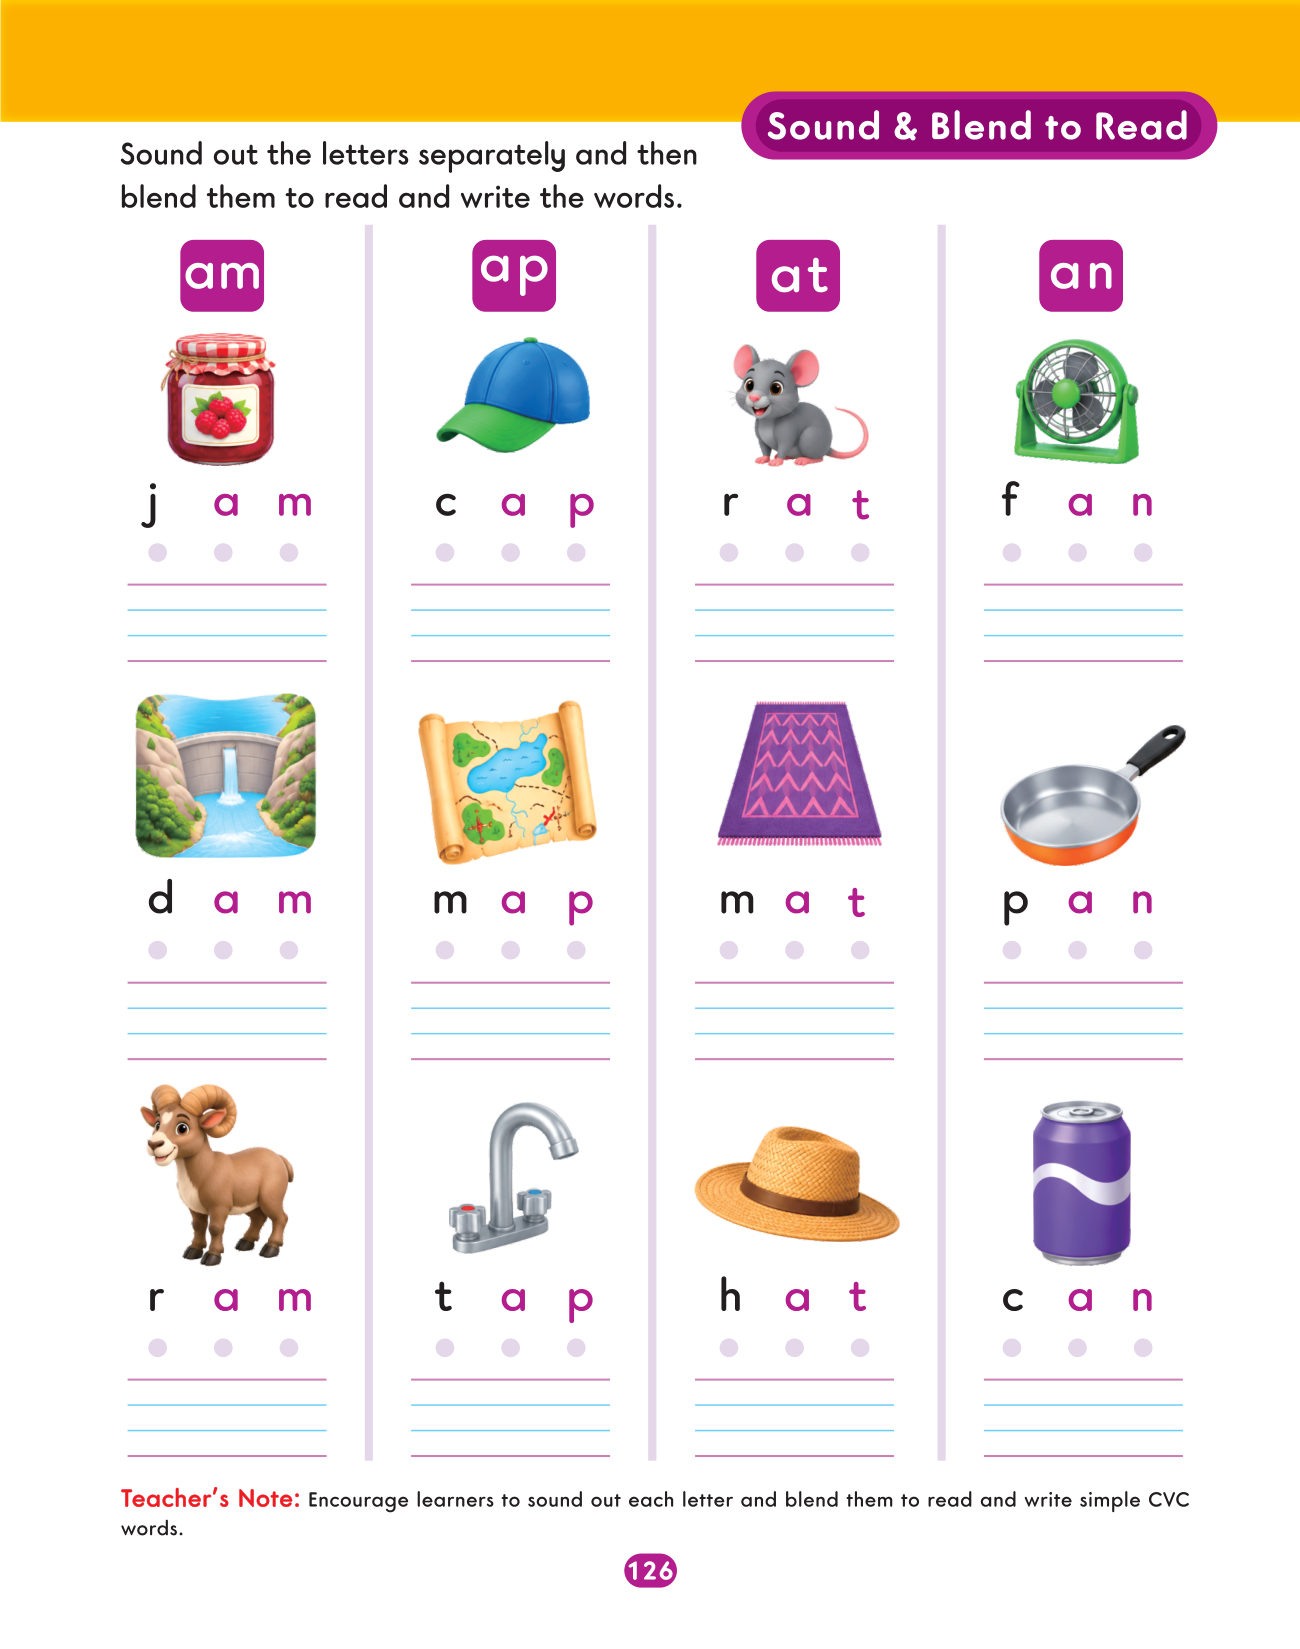 Sound & Blend to Read
Sound out the letters separately and then
blend them to read and write the words.
am ap at an
j a m c a p r a t f a n
d a m m a p m a t p a n
r a m t a p h a t c a n
Teacher's Note: Encourage learners to sound out each letter and blend them to read and write simple CVC
words.
126